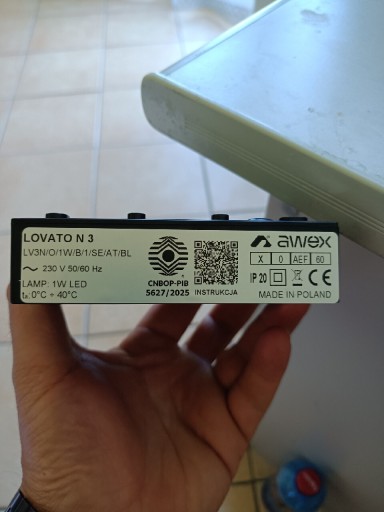 LOVATO N 3
LV3N/O/1W/B/1/SE/AT/BL
~ 230 V 50/60 Hz
LAMP: 1W LED
tₐ:0°C ÷ 40°C
CNBOP-PIB
5627/2025
INSTRUKCJA
awex
X 0 AEF 60
IP 20 CE
MADE IN POLAND